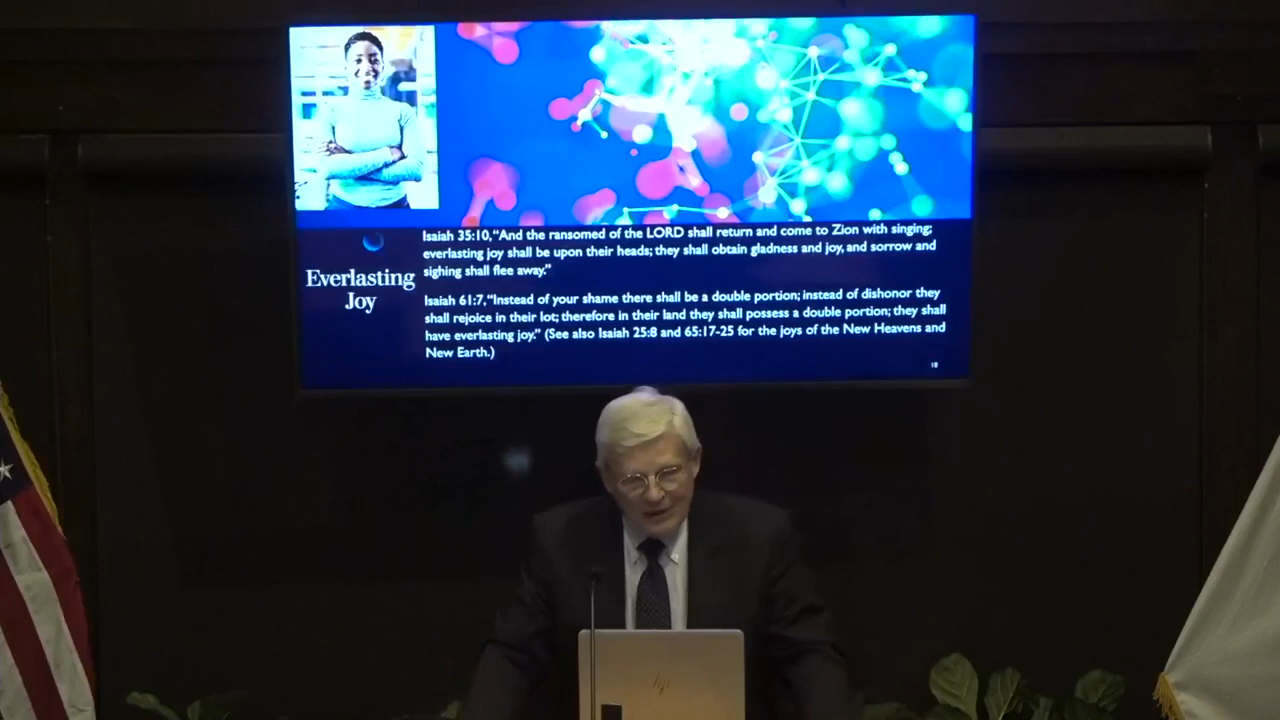 Isaiah 35:10, “And the ransomed of the LORD shall return and come to Zion with singing;
everlasting joy shall be upon their heads; they shall obtain gladness and joy, and sorrow and
sighing shall flee away.”
Everlasting
Joy
Isaiah 61:7, “Instead of your shame there shall be a double portion; instead of dishonor they
shall rejoice in their lot; therefore in their land they shall possess a double portion; they shall
have everlasting joy.” (See also Isaiah 25:8 and 65:17-25 for the joys of the New Heavens and
New Earth.)
18
hp